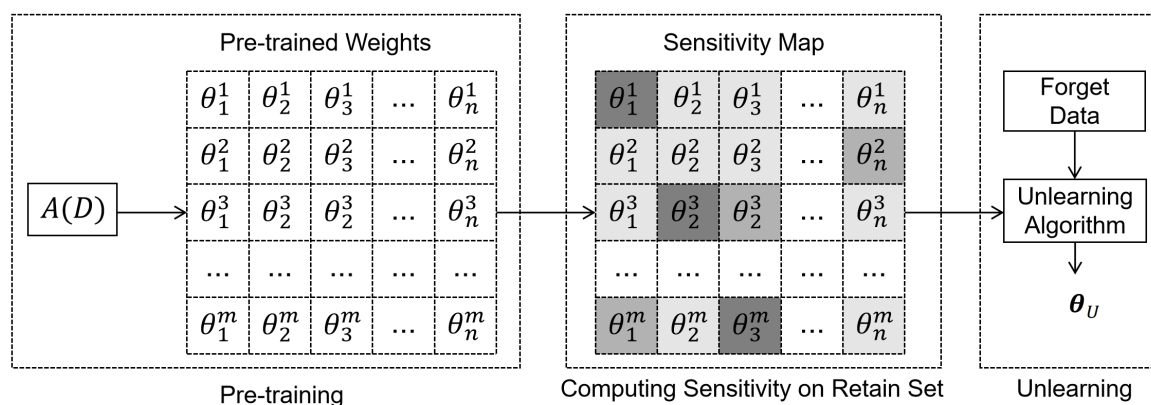 Pre-trained Weights
A(D)
θ₁¹ θ₂¹ θ₃¹ ... θₙ¹
θ₁² θ₂² θ₃² ... θₙ²
θ₁³ θ₂³ θ₂³ ... θₙ³
... ... ... ... ...
θ₁ᵐ θ₂ᵐ θ₃ᵐ ... θₙᵐ
Pre-training
Sensitivity Map
θ₁¹ θ₂¹ θ₃¹ ... θₙ¹
θ₁² θ₂² θ₃² ... θₙ²
θ₁³ θ₂³ θ₂³ ... θₙ³
... ... ... ... ...
θ₁ᵐ θ₂ᵐ θ₃ᵐ ... θₙᵐ
Computing Sensitivity on Retain Set
Forget
Data
Unlearning
Algorithm
θ_U
Unlearning